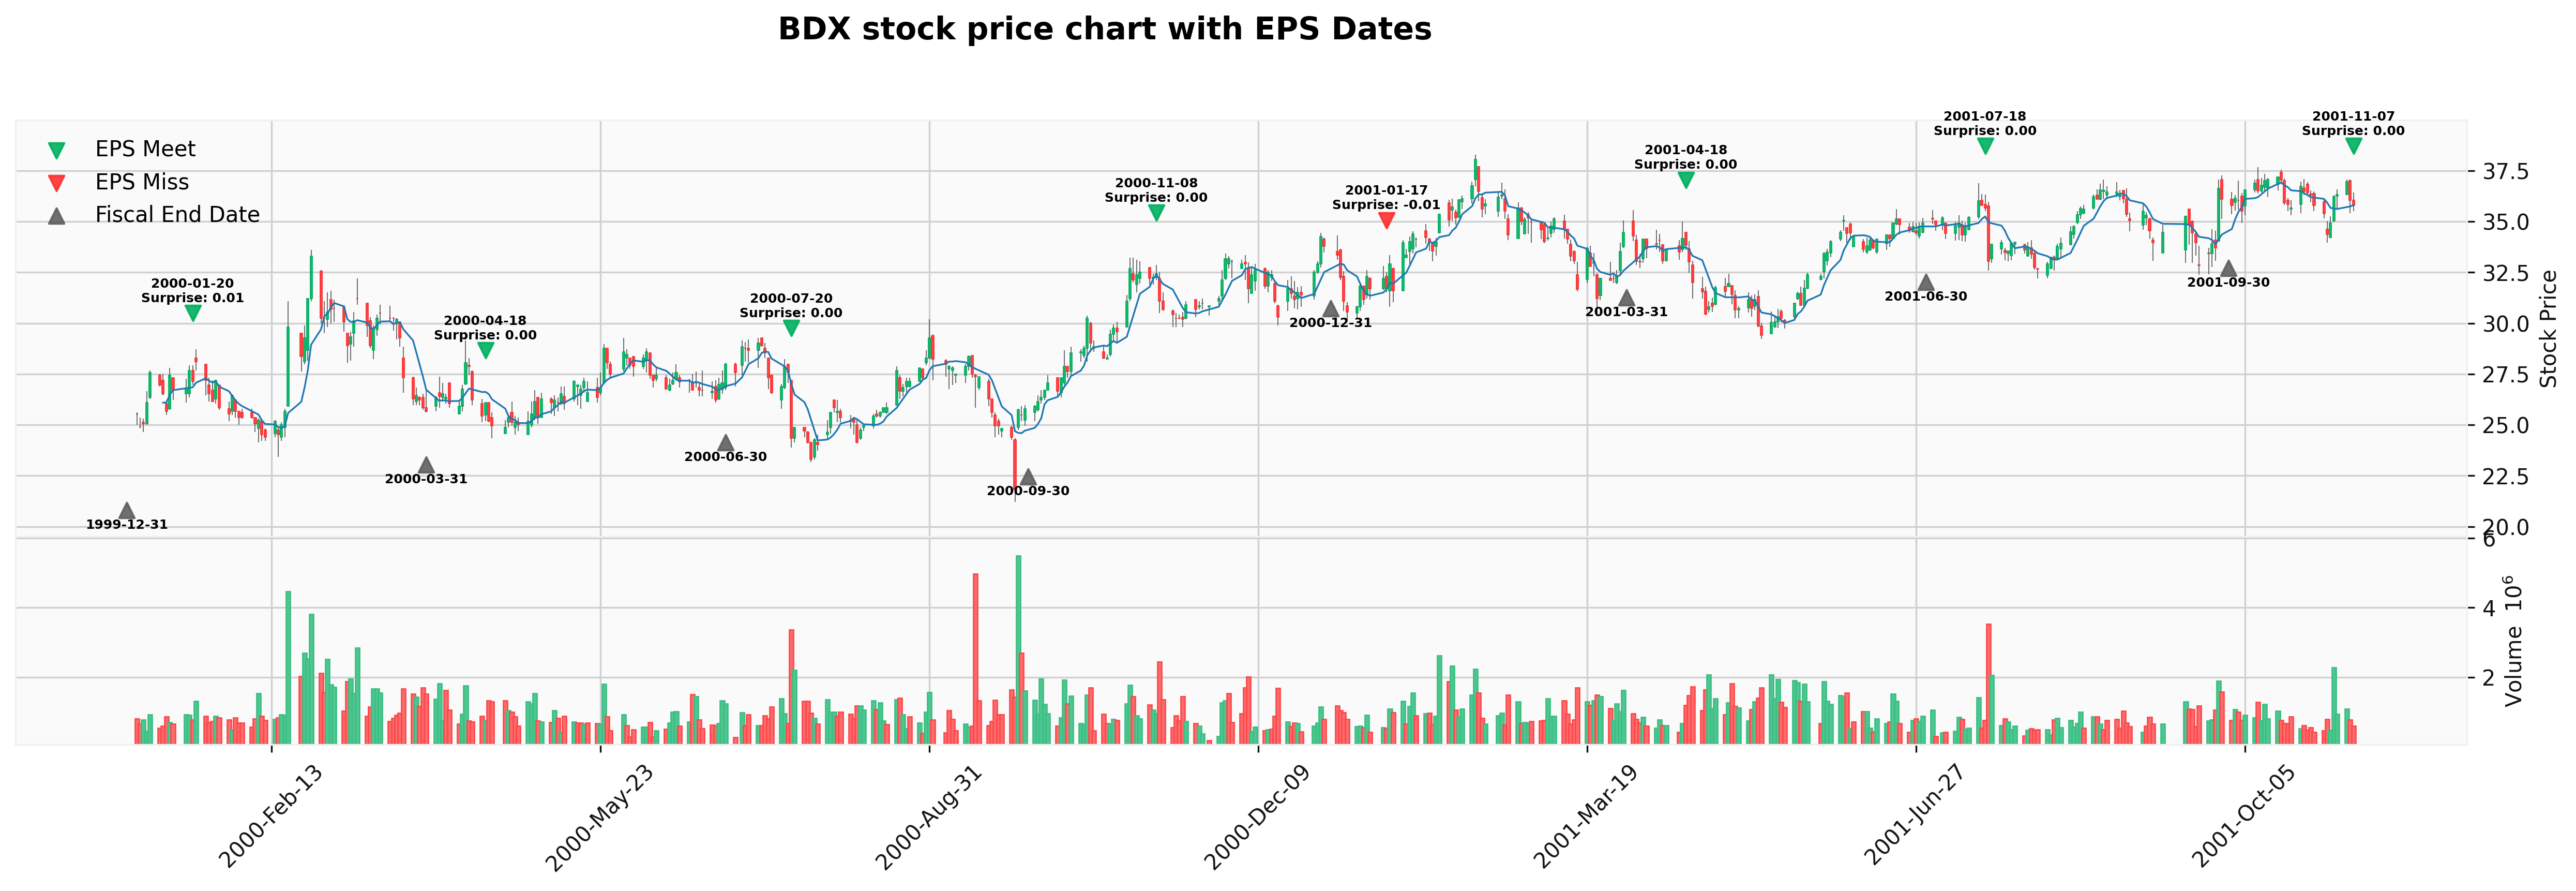 BDX stock price chart with EPS Dates
EPS Meet
EPS Miss
Fiscal End Date
2000-01-20
Surprise: 0.01
2000-04-18
Surprise: 0.00
2000-07-20
Surprise: 0.00
2000-11-08
Surprise: 0.00
2001-01-17
Surprise: -0.01
2001-04-18
Surprise: 0.00
2001-07-18
Surprise: 0.00
2001-11-07
Surprise: 0.00
1999-12-31
2000-03-31
2000-06-30
2000-09-30
2000-12-31
2001-03-31
2001-06-30
2001-09-30
37.5
35.0
32.5
30.0
27.5
25.0
22.5
20.0
Stock Price
6
4
2
Volume 10^6
2000-Feb-13
2000-May-23
2000-Aug-31
2000-Dec-09
2001-Mar-19
2001-Jun-27
2001-Oct-05